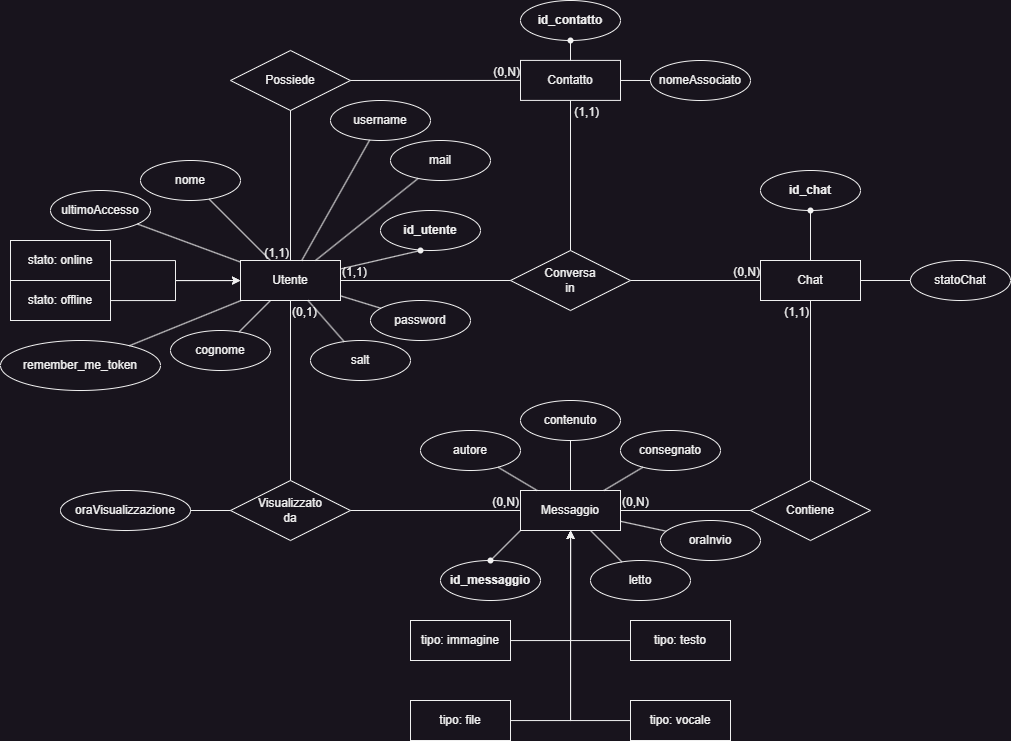 id_contatto
Possiede
(0,N)
Contatto
nomeAssociato
(1,1)
username
mail
nome
ultimoAccesso
id_utente
id_chat
stato: online
(1,1)
Utente
(1,1)
Conversa
in
(0,N)
Chat
statoChat
stato: offline
(0,1)
(1,1)
password
cognome
salt
remember_me_token
contenuto
autore
consegnato
oraVisualizzazione
Visualizzato
da
(0,N)
Messaggio
(0,N)
Contiene
oraInvio
id_messaggio
letto
tipo: immagine
tipo: testo
tipo: file
tipo: vocale